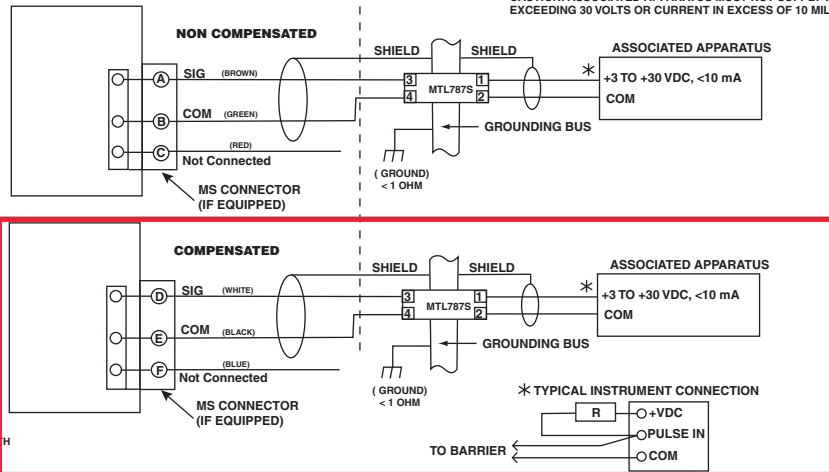 EXCEEDING 30 VOLTS OR CURRENT IN EXCESS OF 10 MIL
NON COMPENSATED
SHIELD SHIELD
ASSOCIATED APPARATUS
A SIG (BROWN)
3 MTL787S 1
* +3 TO +30 VDC, <10 mA
4 2
COM
B COM (GREEN)
GROUNDING BUS
C (RED)
Not Connected
( GROUND)
< 1 OHM
MS CONNECTOR
(IF EQUIPPED)
COMPENSATED
SHIELD SHIELD
ASSOCIATED APPARATUS
D SIG (WHITE)
3 MTL787S 1
* +3 TO +30 VDC, <10 mA
4 2
COM
E COM (BLACK)
GROUNDING BUS
F (BLUE)
Not Connected
( GROUND)
< 1 OHM
MS CONNECTOR
(IF EQUIPPED)
* TYPICAL INSTRUMENT CONNECTION
R +VDC
PULSE IN
TO BARRIER
COM
TH